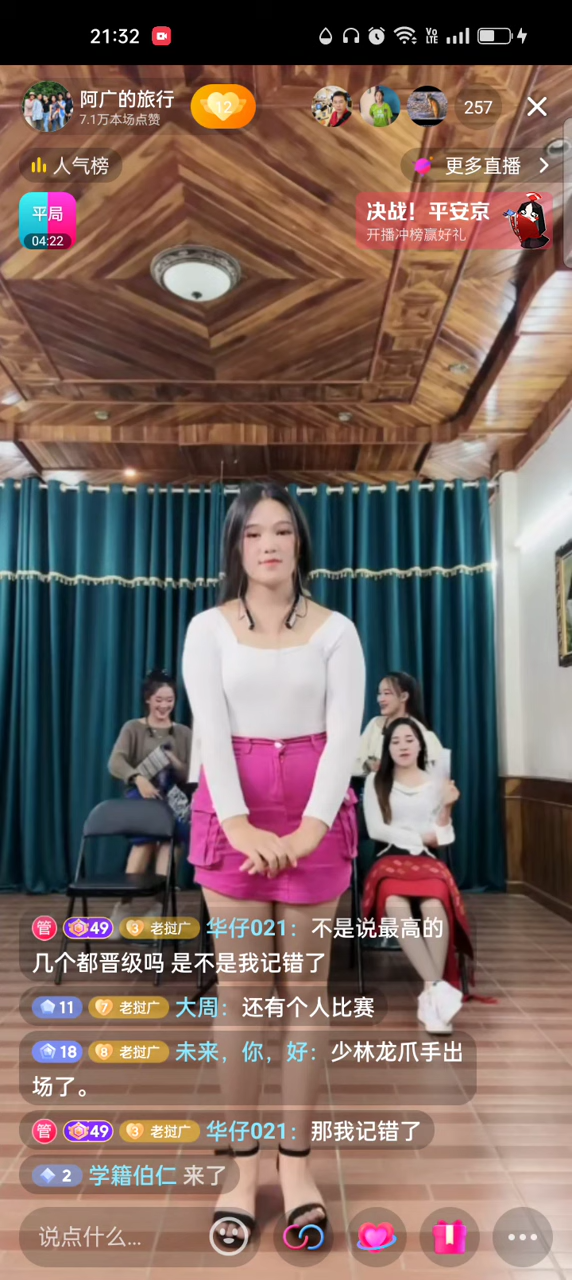 21:32
Vo LTE
阿广的旅行
7.1万本场点赞
12
257
人气榜
更多直播
平局
04:22
决战！平安京
开播冲榜赢好礼
管 49 3 老挝广 华仔021：不是说最高的
几个都晋级吗 是不是我记错了
11 7 老挝广 大周：还有个人比赛
18 8 老挝广 未来，你，好：少林龙爪手出
场了。
管 49 3 老挝广 华仔021：那我记错了
2 学籍伯仁 来了
说点什么...